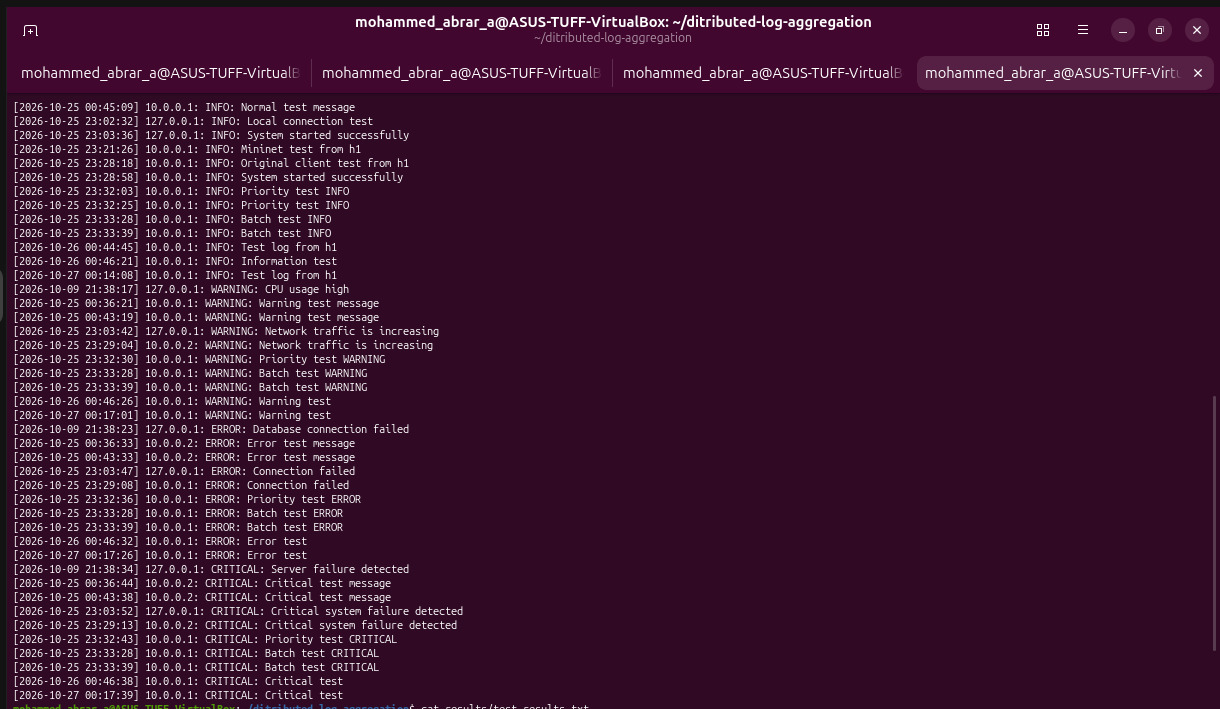 mohammed_abrar_a@ASUS-TUFF-VirtualBox: ~/ditributed-log-aggregation
~/ditributed-log-aggregation
mohammed_abrar_a@ASUS-TUFF-VirtualB mohammed_abrar_a@ASUS-TUFF-VirtualB mohammed_abrar_a@ASUS-TUFF-VirtualB mohammed_abrar_a@ASUS-TUFF-Virtu
[2026-10-25 00:45:09] 10.0.0.1: INFO: Normal test message
[2026-10-25 23:02:32] 127.0.0.1: INFO: Local connection test
[2026-10-25 23:03:36] 127.0.0.1: INFO: System started successfully
[2026-10-25 23:21:26] 10.0.0.1: INFO: Mininet test from h1
[2026-10-25 23:28:18] 10.0.0.1: INFO: Original client test from h1
[2026-10-25 23:28:58] 10.0.0.1: INFO: System started successfully
[2026-10-25 23:32:03] 10.0.0.1: INFO: Priority test INFO
[2026-10-25 23:32:25] 10.0.0.1: INFO: Priority test INFO
[2026-10-25 23:33:28] 10.0.0.1: INFO: Batch test INFO
[2026-10-25 23:33:39] 10.0.0.1: INFO: Batch test INFO
[2026-10-26 00:44:45] 10.0.0.1: INFO: Test log from h1
[2026-10-26 00:46:21] 10.0.0.1: INFO: Information test
[2026-10-27 00:14:08] 10.0.0.1: INFO: Test log from h1
[2026-10-09 21:38:17] 127.0.0.1: WARNING: CPU usage high
[2026-10-25 00:36:21] 10.0.0.1: WARNING: Warning test message
[2026-10-25 00:43:19] 10.0.0.1: WARNING: Warning test message
[2026-10-25 23:03:42] 127.0.0.1: WARNING: Network traffic is increasing
[2026-10-25 23:29:04] 10.0.0.2: WARNING: Network traffic is increasing
[2026-10-25 23:32:30] 10.0.0.1: WARNING: Priority test WARNING
[2026-10-25 23:33:28] 10.0.0.1: WARNING: Batch test WARNING
[2026-10-25 23:33:39] 10.0.0.1: WARNING: Batch test WARNING
[2026-10-26 00:46:26] 10.0.0.1: WARNING: Warning test
[2026-10-27 00:17:01] 10.0.0.1: WARNING: Warning test
[2026-10-09 21:38:23] 127.0.0.1: ERROR: Database connection failed
[2026-10-25 00:36:33] 10.0.0.2: ERROR: Error test message
[2026-10-25 00:43:33] 10.0.0.2: ERROR: Error test message
[2026-10-25 23:03:47] 127.0.0.1: ERROR: Connection failed
[2026-10-25 23:29:08] 10.0.0.1: ERROR: Connection failed
[2026-10-25 23:32:36] 10.0.0.1: ERROR: Priority test ERROR
[2026-10-25 23:33:28] 10.0.0.1: ERROR: Batch test ERROR
[2026-10-25 23:33:39] 10.0.0.1: ERROR: Batch test ERROR
[2026-10-26 00:46:32] 10.0.0.1: ERROR: Error test
[2026-10-27 00:17:26] 10.0.0.1: ERROR: Error test
[2026-10-09 21:38:34] 127.0.0.1: CRITICAL: Server failure detected
[2026-10-25 00:36:44] 10.0.0.2: CRITICAL: Critical test message
[2026-10-25 00:43:38] 10.0.0.2: CRITICAL: Critical test message
[2026-10-25 23:03:52] 127.0.0.1: CRITICAL: Critical system failure detected
[2026-10-25 23:29:13] 10.0.0.2: CRITICAL: Critical system failure detected
[2026-10-25 23:32:43] 10.0.0.1: CRITICAL: Priority test CRITICAL
[2026-10-25 23:33:28] 10.0.0.1: CRITICAL: Batch test CRITICAL
[2026-10-25 23:33:39] 10.0.0.1: CRITICAL: Batch test CRITICAL
[2026-10-26 00:46:38] 10.0.0.1: CRITICAL: Critical test
[2026-10-27 00:17:39] 10.0.0.1: CRITICAL: Critical test
mohammed_abrar_a@ASUS-TUFF-VirtualBox:~/ditributed-log-aggregation$ cat results/test_results.txt